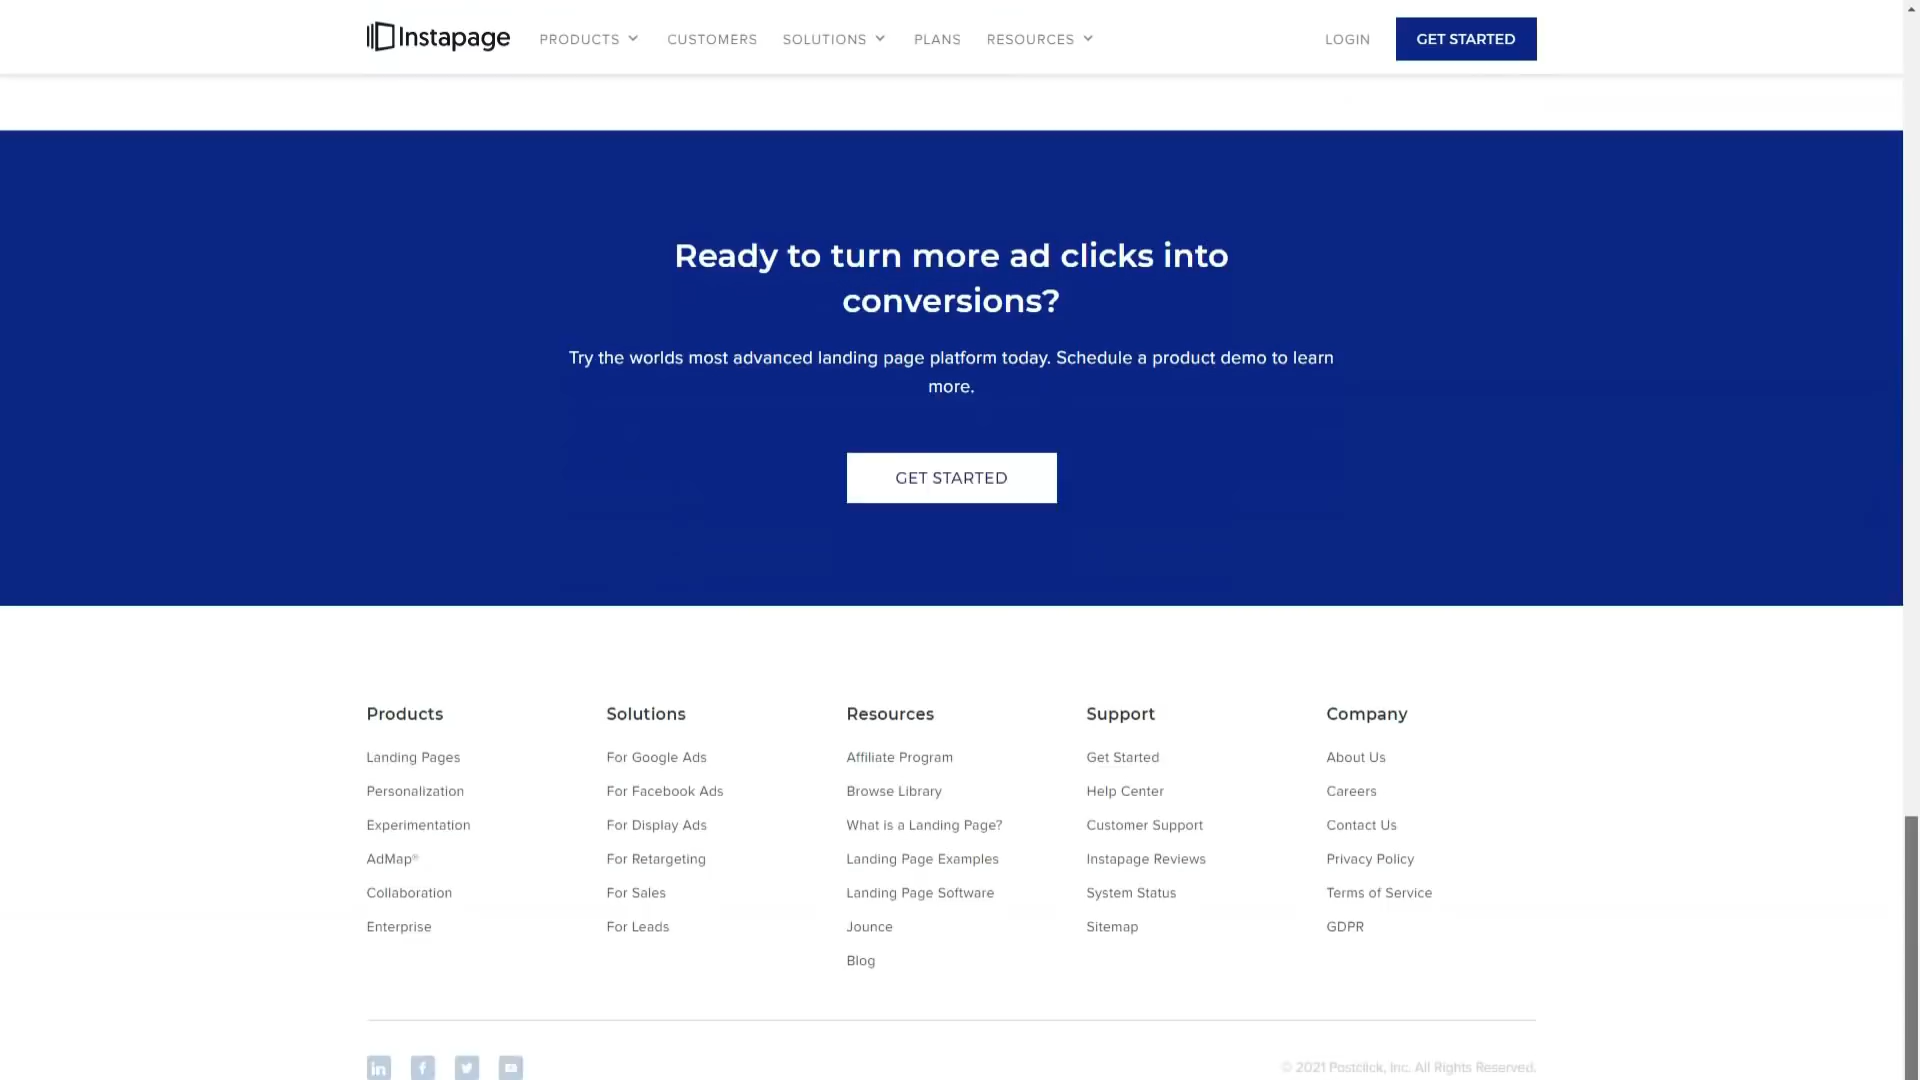 Instapage
PRODUCTS
CUSTOMERS
SOLUTIONS
PLANS
RESOURCES
LOGIN
GET STARTED
Ready to turn more ad clicks into
conversions?
Try the worlds most advanced landing page platform today. Schedule a product demo to learn
more.
GET STARTED
Products
Landing Pages
Personalization
Experimentation
AdMap®
Collaboration
Enterprise
Solutions
For Google Ads
For Facebook Ads
For Display Ads
For Retargeting
For Sales
For Leads
Resources
Affiliate Program
Browse Library
What is a Landing Page?
Landing Page Examples
Landing Page Software
Jounce
Blog
Support
Get Started
Help Center
Customer Support
Instapage Reviews
System Status
Sitemap
Company
About Us
Careers
Contact Us
Privacy Policy
Terms of Service
GDPR
in
f
© 2021 Postclick, Inc. All Rights Reserved.